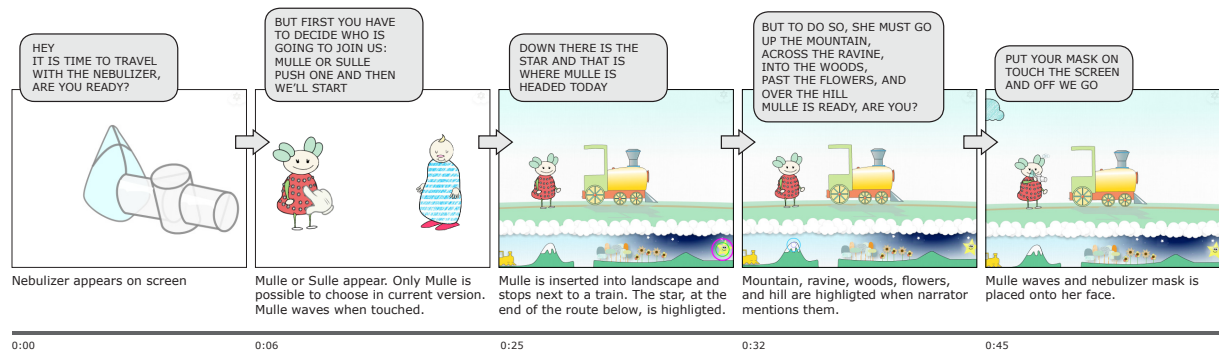 HEY
IT IS TIME TO TRAVEL
WITH THE NEBULIZER,
ARE YOU READY?
BUT FIRST YOU HAVE
TO DECIDE WHO IS
GOING TO JOIN US:
MULLE OR SULLE
PUSH ONE AND THEN
WE'LL START
DOWN THERE IS THE
STAR AND THAT IS
WHERE MULLE IS
HEADED TODAY
BUT TO DO SO, SHE MUST GO
UP THE MOUNTAIN,
ACROSS THE RAVINE,
INTO THE WOODS,
PAST THE FLOWERS, AND
OVER THE HILL
MULLE IS READY, ARE YOU?
PUT YOUR MASK ON
TOUCH THE SCREEN
AND OFF WE GO
Nebulizer appears on screen
Mulle or Sulle appear. Only Mulle is
possible to choose in current version.
Mulle waves when touched.
Mulle is inserted into landscape and
stops next to a train. The star, at the
end of the route below, is highligted.
Mountain, ravine, woods, flowers,
and hill are highligted when narrator
mentions them.
Mulle waves and nebulizer mask is
placed onto her face.
0:00
0:06
0:25
0:32
0:45